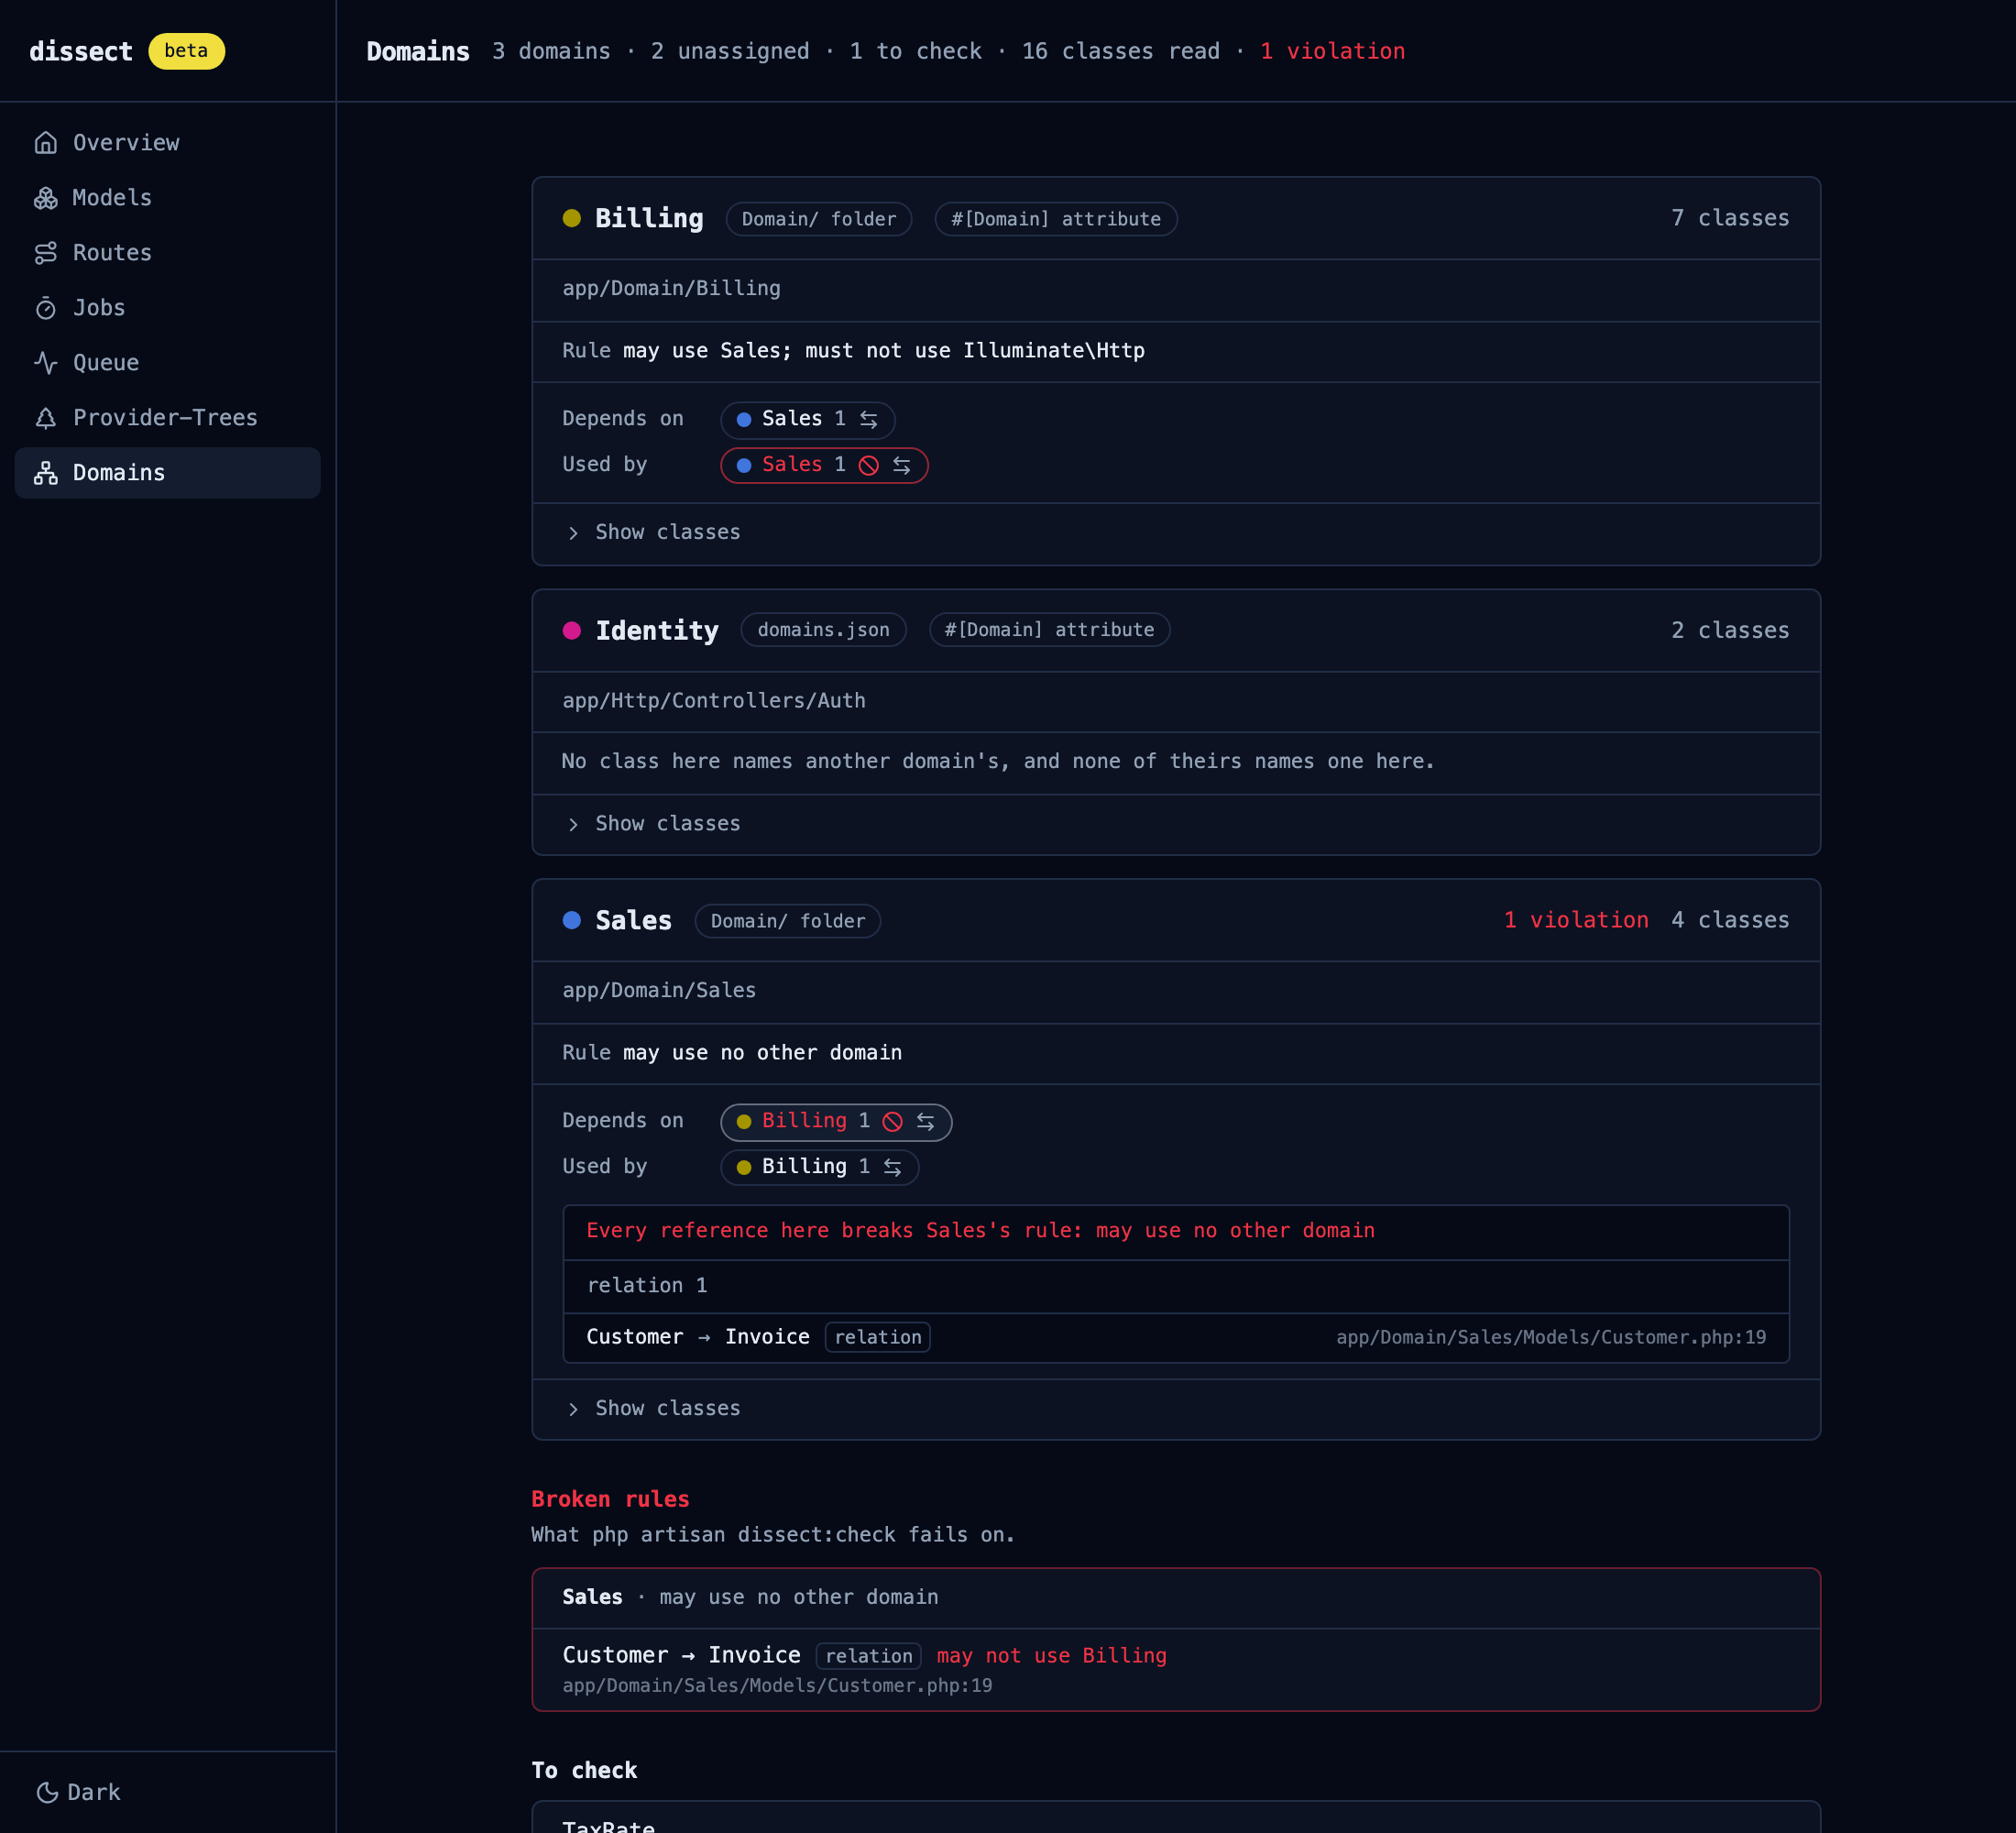 dissect beta
Domains 3 domains · 2 unassigned · 1 to check · 16 classes read · 1 violation
Overview
Models
Routes
Jobs
Queue
Provider–Trees
Domains
Billing Domain/ folder #[Domain] attribute 7 classes
app/Domain/Billing
Rule may use Sales; must not use Illuminate\Http
Depends on Sales 1
Used by Sales 1
Show classes
Identity domains.json #[Domain] attribute 2 classes
app/Http/Controllers/Auth
No class here names another domain's, and none of theirs names one here.
Show classes
Sales Domain/ folder 1 violation 4 classes
app/Domain/Sales
Rule may use no other domain
Depends on Billing 1
Used by Billing 1
Every reference here breaks Sales's rule: may use no other domain
relation 1
Customer → Invoice relation app/Domain/Sales/Models/Customer.php:19
Show classes
Broken rules
What php artisan dissect:check fails on.
Sales · may use no other domain
Customer → Invoice relation may not use Billing
app/Domain/Sales/Models/Customer.php:19
To check
TaxRate
Dark